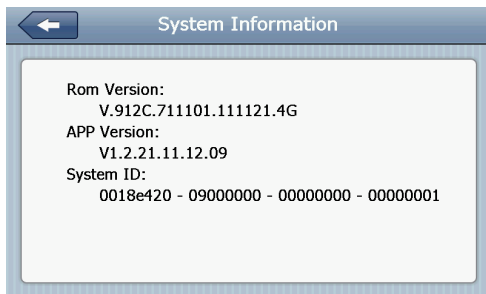 System Information
Rom Version:
V.912C.711101.111121.4G
APP Version:
V1.2.21.11.12.09
System ID:
0018e420 - 09000000 - 00000000 - 00000001